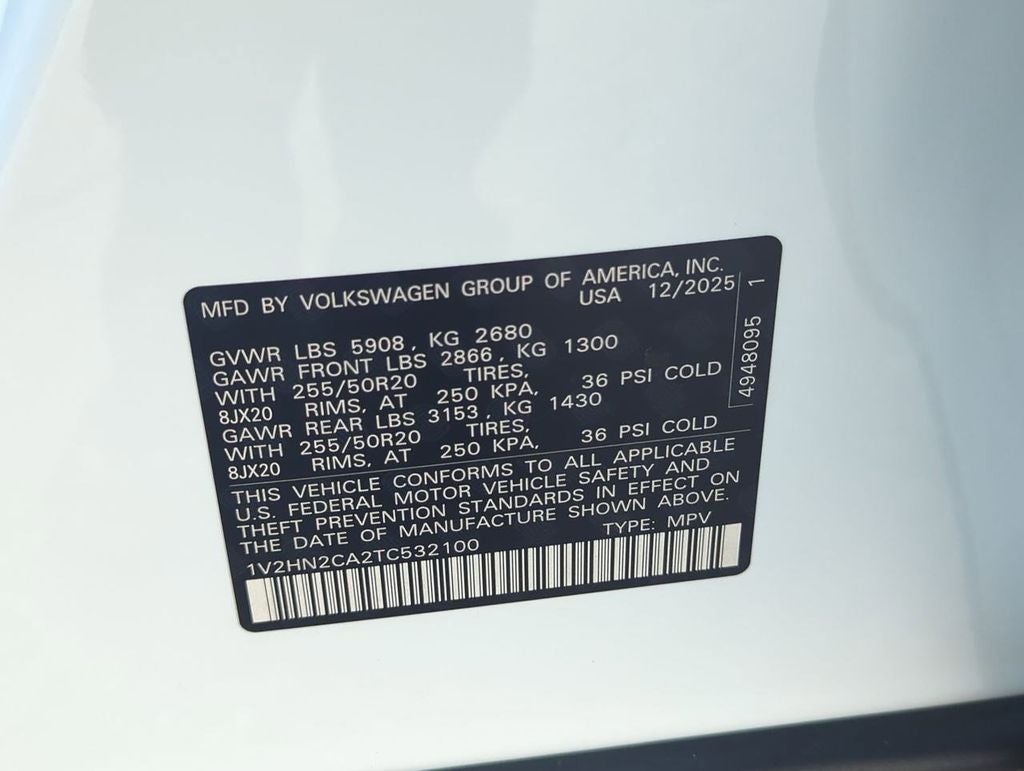 MFD BY VOLKSWAGEN GROUP OF AMERICA, INC.
USA 12/2025
GVWR LBS 5908, KG 2680
GAWR FRONT LBS 2866, KG 1300
WITH 255/50R20 TIRES,
8JX20 RIMS, AT 250 KPA, 36 PSI COLD
GAWR REAR LBS 3153, KG 1430
WITH 255/50R20 TIRES,
8JX20 RIMS, AT 250 KPA, 36 PSI COLD
THIS VEHICLE CONFORMS TO ALL APPLICABLE
U.S. FEDERAL MOTOR VEHICLE SAFETY AND
THEFT PREVENTION STANDARDS IN EFFECT ON
THE DATE OF MANUFACTURE SHOWN ABOVE.
1V2HN2CA2TC532100 TYPE: MPV
4948095 1